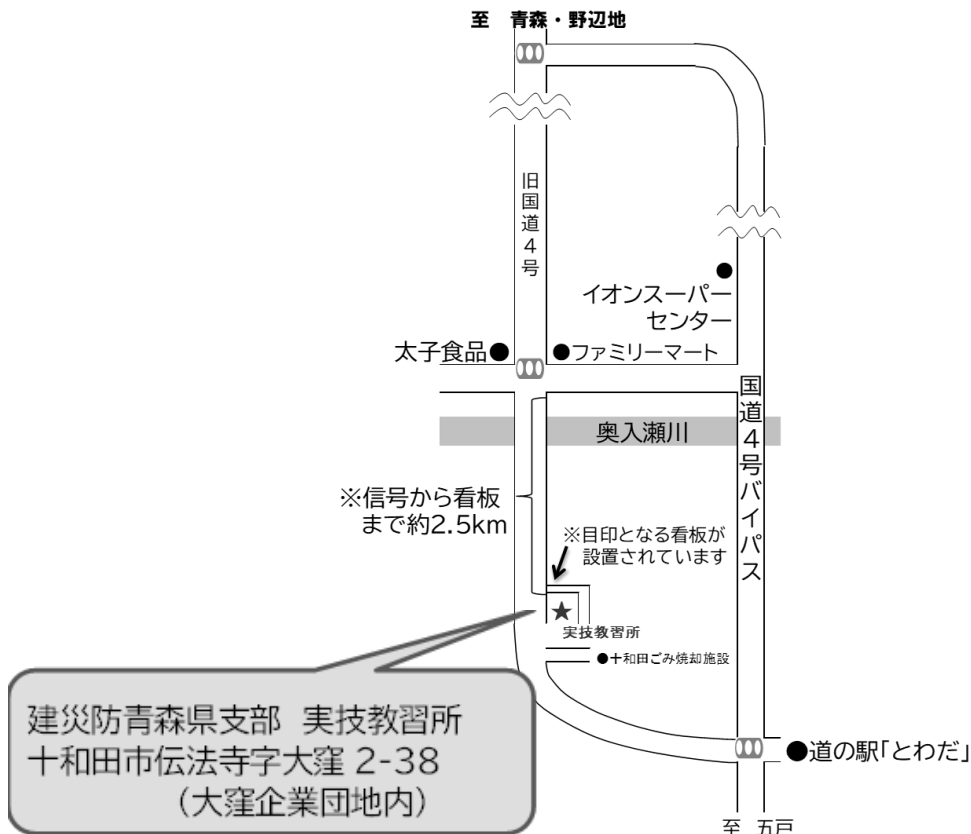 至　青森・野辺地
旧国道４号
イオンスーパー
センター
太子食品●
●ファミリーマート
国道４号バイパス
奥入瀬川
※信号から看板
まで約2.5km
※目印となる看板が
設置されています
★
実技教習所
●十和田ごみ焼却施設
建災防青森県支部　実技教習所
十和田市伝法寺字大窪 2-38
（大窪企業団地内）
●道の駅「とわだ」
至　五戸